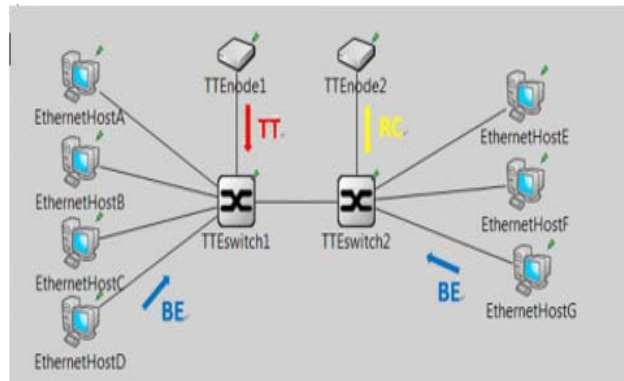 TTEnode1
TTEnode2
EthernetHostA
EthernetHostE
TT
RC
EthernetHostB
EthernetHostF
TTEswitch1
TTEswitch2
EthernetHostC
BE
BE
EthernetHostG
EthernetHostD